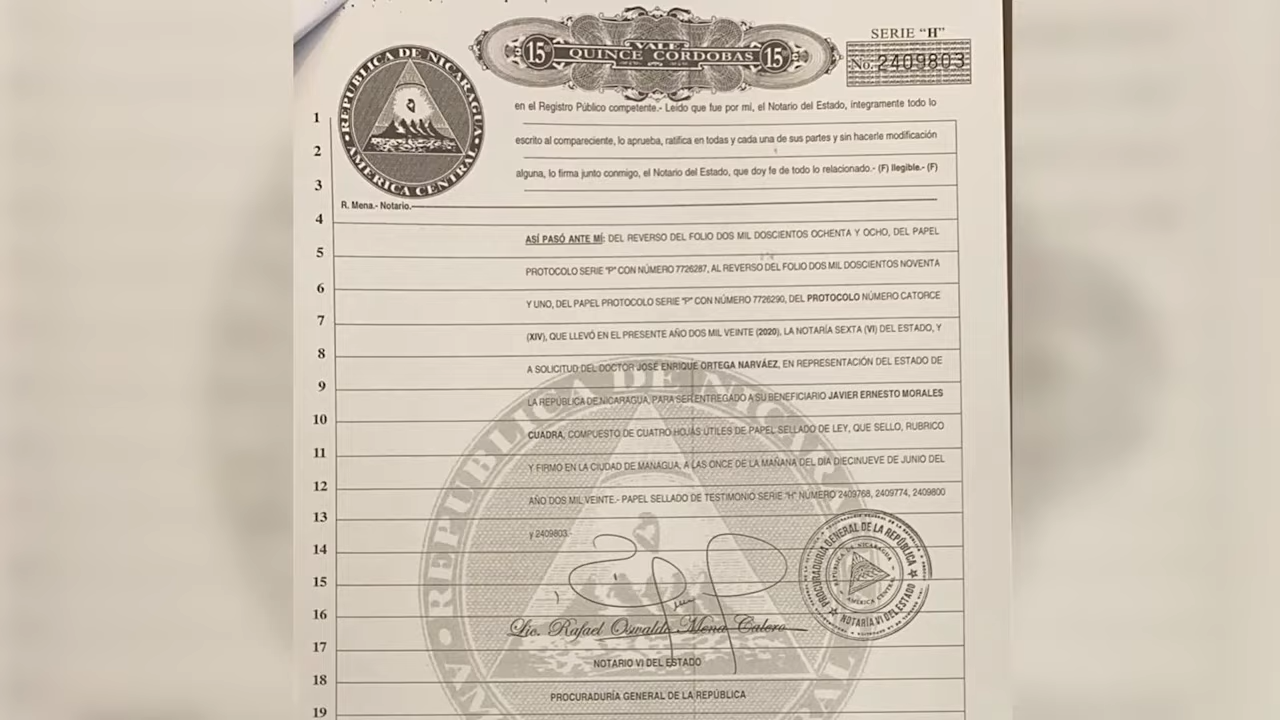 15 VALE QUINCE CORDOBAS 15
SERIE "H"
No. 2409803
REPUBLICA DE NICARAGUA
AMERICA CENTRAL
en el Registro Público competente.- Leído que fue por mí, el Notario del Estado, íntegramente todo lo
1
escrito al compareciente, lo aprueba, ratifica en todas y cada una de sus partes y sin hacerle modificación
2
alguna, lo firma junto conmigo, el Notario del Estado, que doy fe de todo lo relacionado.- (F) Ilegible.- (F)
3
R. Mena.- Notario.
4
ASÍ PASÓ ANTE MÍ: DEL REVERSO DEL FOLIO DOS MIL DOSCIENTOS OCHENTA Y OCHO, DEL PAPEL
5
PROTOCOLO SERIE "P" CON NÚMERO 7726287, AL REVERSO DEL FOLIO DOS MIL DOSCIENTOS NOVENTA
6
Y UNO, DEL PAPEL PROTOCOLO SERIE "P" CON NÚMERO 7726290, DEL PROTOCOLO NÚMERO CATORCE
7
(XIV), QUE LLEVÓ EN EL PRESENTE AÑO DOS MIL VEINTE (2020), LA NOTARÍA SEXTA (VI) DEL ESTADO, Y
8
A SOLICITUD DEL DOCTOR JOSÉ ENRIQUE ORTEGA NARVÁEZ, EN REPRESENTACIÓN DEL ESTADO DE
9
LA REPÚBLICA DE NICARAGUA, PARA SER ENTREGADO A SU BENEFICIARIO JAVIER ERNESTO MORALES
10
CUADRA, COMPUESTO DE CUATRO HOJAS ÚTILES DE PAPEL SELLADO DE LEY, QUE SELLO, RUBRICO
11
Y FIRMO EN LA CIUDAD DE MANAGUA, A LAS ONCE DE LA MAÑANA DEL DÍA DIECINUEVE DE JUNIO DEL
12
AÑO DOS MIL VEINTE.- PAPEL SELLADO DE TESTIMONIO SERIE "H" NÚMERO 2409768, 2409774, 2409800
13
y 2409803.-
14
15
16
Lic. Rafael Oswaldo Mena Calero
17
NOTARIO VI DEL ESTADO
18
PROCURADURÍA GENERAL DE LA REPÚBLICA
19
PROCURADURIA GENERAL DE LA REPUBLICA
REPUBLICA DE NICARAGUA
AMERICA CENTRAL
NOTARIA VI DEL ESTADO
REPUBLICA DE NICAR